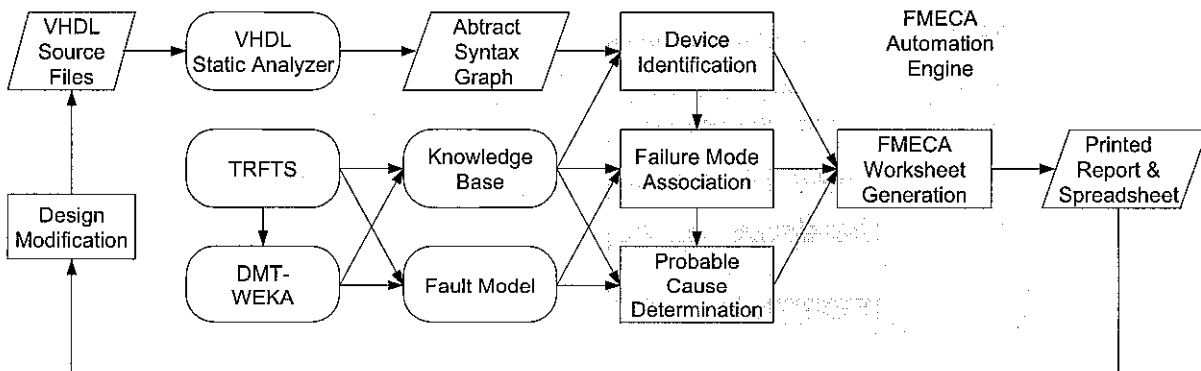 VHDL
Source
Files
VHDL
Static Analyzer
Abtract
Syntax
Graph
Device
Identification
FMECA
Automation
Engine
TRFTS
Knowledge
Base
Failure Mode
Association
FMECA
Worksheet
Generation
Printed
Report &
Spreadsheet
Design
Modification
DMT-
WEKA
Fault Model
Probable
Cause
Determination